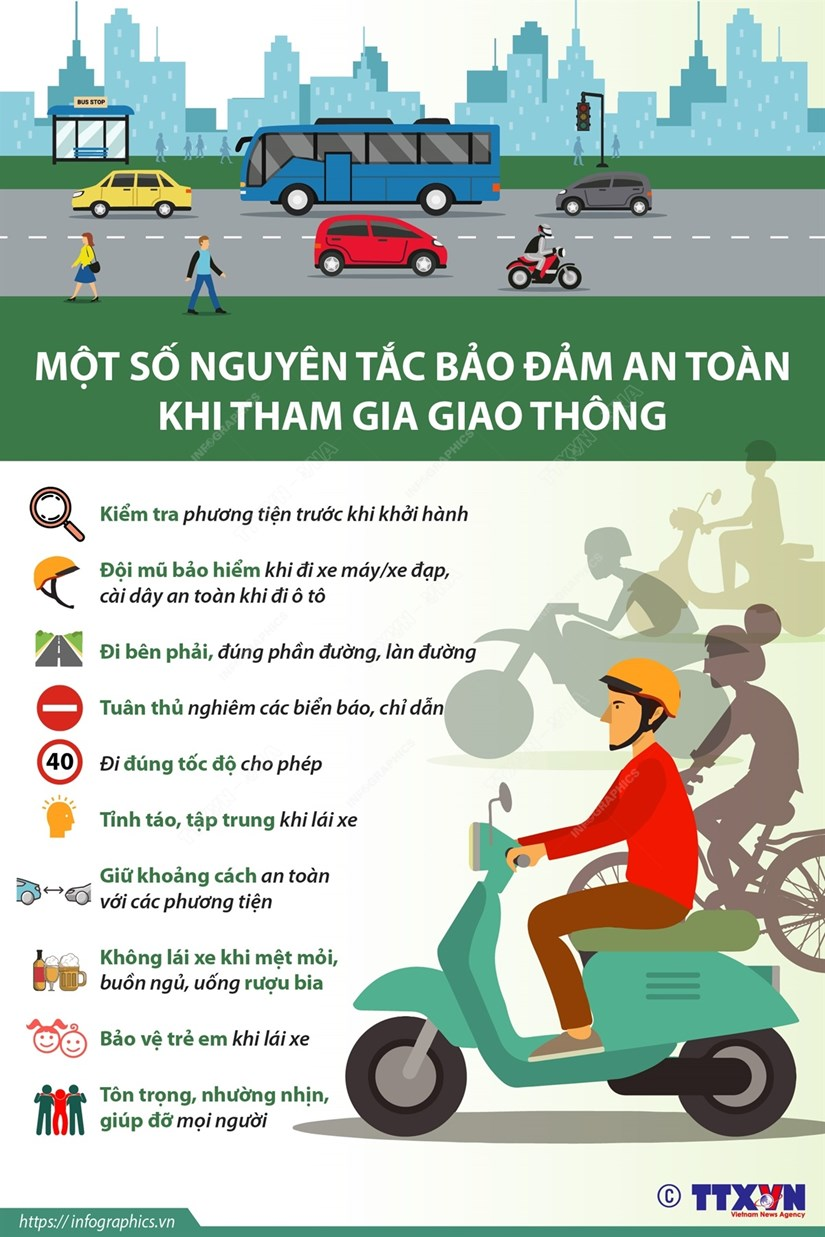 BUS STOP
MỘT SỐ NGUYÊN TẮC BẢO ĐẢM AN TOÀN
KHI THAM GIA GIAO THÔNG
Kiểm tra phương tiện trước khi khởi hành
Đội mũ bảo hiểm khi đi xe máy/xe đạp,
cài dây an toàn khi đi ô tô
Đi bên phải, đúng phần đường, làn đường
Tuân thủ nghiêm các biển báo, chỉ dẫn
40
Đi đúng tốc độ cho phép
Tỉnh táo, tập trung khi lái xe
Giữ khoảng cách an toàn
với các phương tiện
Không lái xe khi mệt mỏi,
buồn ngủ, uống rượu bia
Bảo vệ trẻ em khi lái xe
Tôn trọng, nhường nhịn,
giúp đỡ mọi người
© TTXVN
Vietnam News Agency
https://infographics.vn